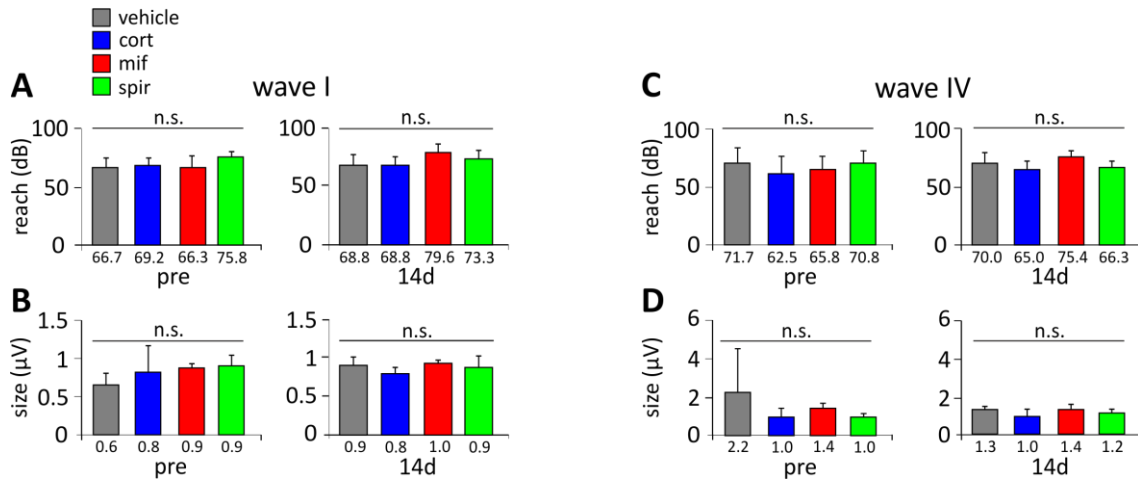 vehicle
cort
mif
spir
A wave I
n.s. n.s.
reach (dB) 100 50 0 100 50 0
66.7 69.2 66.3 75.8 68.8 68.8 79.6 73.3
pre 14d
B
n.s. n.s.
size (µV) 1.5 1 0.5 0 1.5 1 0.5 0
0.6 0.8 0.9 0.9 0.9 0.8 1.0 0.9
pre 14d
C wave IV
n.s. n.s.
reach (dB) 100 50 0 100 50 0
71.7 62.5 65.8 70.8 70.0 65.0 75.4 66.3
pre 14d
D
n.s. n.s.
size (µV) 6 4 2 0 6 4 2 0
2.2 1.0 1.4 1.0 1.3 1.0 1.4 1.2
pre 14d